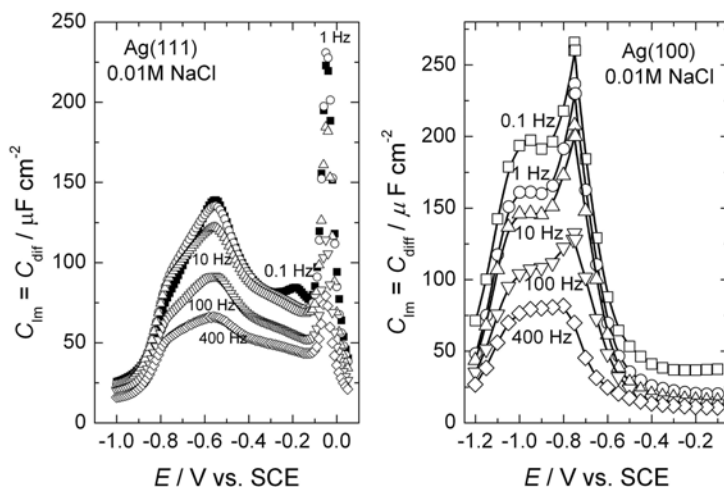 Ag(111)
0.01M NaCl
1 Hz
10 Hz
100 Hz
400 Hz
0.1 Hz
C_Im = C_dif / μF cm⁻²
250
200
150
100
50
0
-1.0 -0.8 -0.6 -0.4 -0.2 0.0
E / V vs. SCE
Ag(100)
0.01M NaCl
0.1 Hz
1 Hz
10 Hz
100 Hz
400 Hz
C_Im = C_diff / μ F cm⁻²
250
200
150
100
50
0
-1.2 -1.0 -0.8 -0.6 -0.4 -0.2
E / V vs. SCE